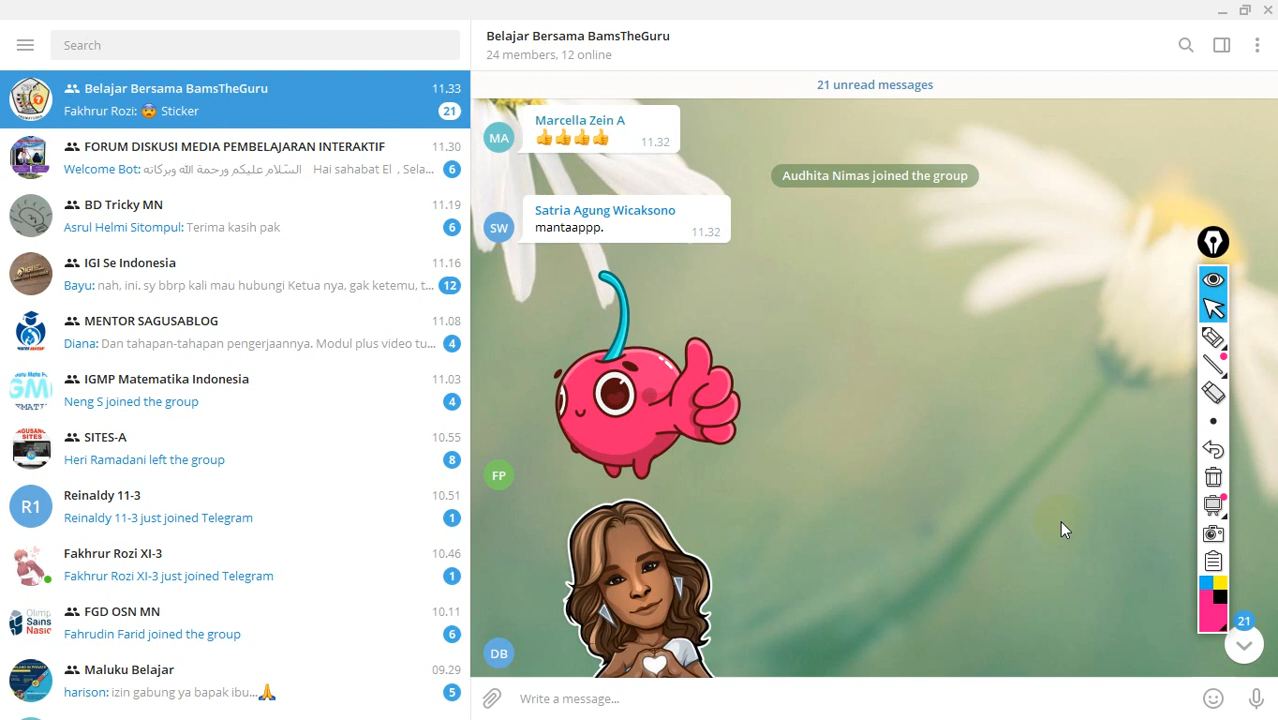 Search
Belajar Bersama BamsTheGuru
11.33
Fakhrur Rozi: 😨 Sticker
21
FORUM DISKUSI MEDIA PEMBELAJARAN INTERAKTIF
11.30
Welcome Bot: السَّلاَم عليكم ورحمة الله وبركاته Hai sahabat El , Sela...
6
BD Tricky MN
11.19
Asrul Helmi Sitompul: Terima kasih pak
6
IGI Se Indonesia
11.16
Bayu: nah, ini. sy bbrp kali mau hubungi Ketua nya, gak ketemu, t...
12
MENTOR SAGUSABLOG
11.08
Diana: Dan tahapan-tahapan pengerjaannya. Modul plus video tu...
4
IGMP Matematika Indonesia
11.03
Neng S joined the group
4
SITES-A
10.55
Heri Ramadani left the group
8
R1
Reinaldy 11-3
10.51
Reinaldy 11-3 just joined Telegram
1
Fakhrur Rozi XI-3
10.46
Fakhrur Rozi XI-3 just joined Telegram
1
FGD OSN MN
10.11
Fahrudin Farid joined the group
6
Maluku Belajar
09.29
harison: izin gabung ya bapak ibu...🙏
5
Belajar Bersama BamsTheGuru
24 members, 12 online
21 unread messages
MA
Marcella Zein A
👍👍👍👍
11.32
Audhita Nimas joined the group
SW
Satria Agung Wicaksono
mantaappp.
11.32
FP
DB
21
Write a message...